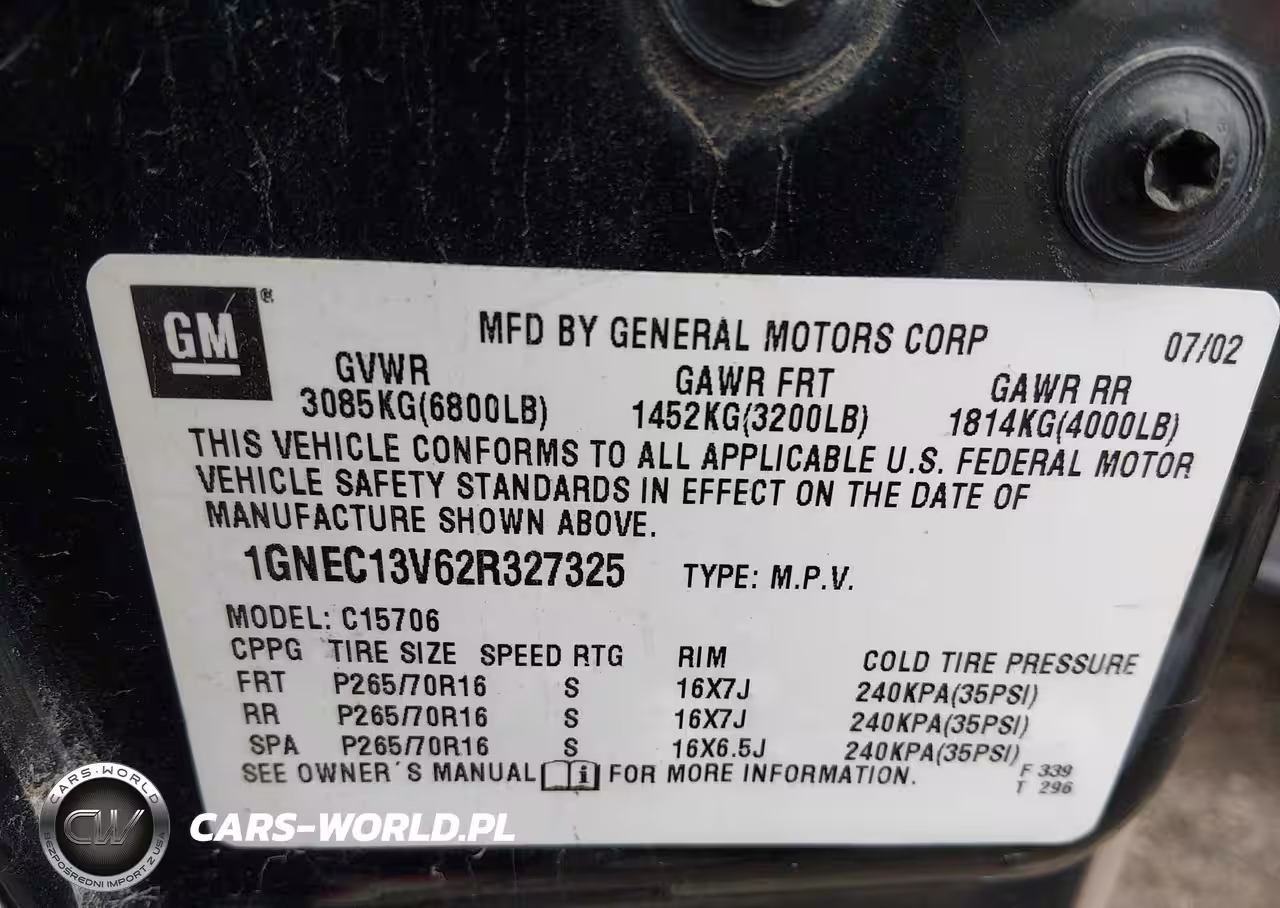 GM®
MFD BY GENERAL MOTORS CORP 07/02
GVWR GAWR FRT GAWR RR
3085KG(6800LB) 1452KG(3200LB) 1814KG(4000LB)
THIS VEHICLE CONFORMS TO ALL APPLICABLE U.S. FEDERAL MOTOR
VEHICLE SAFETY STANDARDS IN EFFECT ON THE DATE OF
MANUFACTURE SHOWN ABOVE.
1GNEC13V62R327325 TYPE: M.P.V.
MODEL: C15706
CPPG TIRE SIZE SPEED RTG RIM COLD TIRE PRESSURE
FRT P265/70R16 S 16X7J 240KPA(35PSI)
RR P265/70R16 S 16X7J 240KPA(35PSI)
SPA P265/70R16 S 16X6.5J 240KPA(35PSI)
SEE OWNER´S MANUAL i FOR MORE INFORMATION.
F 339
T 296
CARS-WORLD
CW
BEZPOŚREDNI IMPORT Z USA
CARS-WORLD.PL